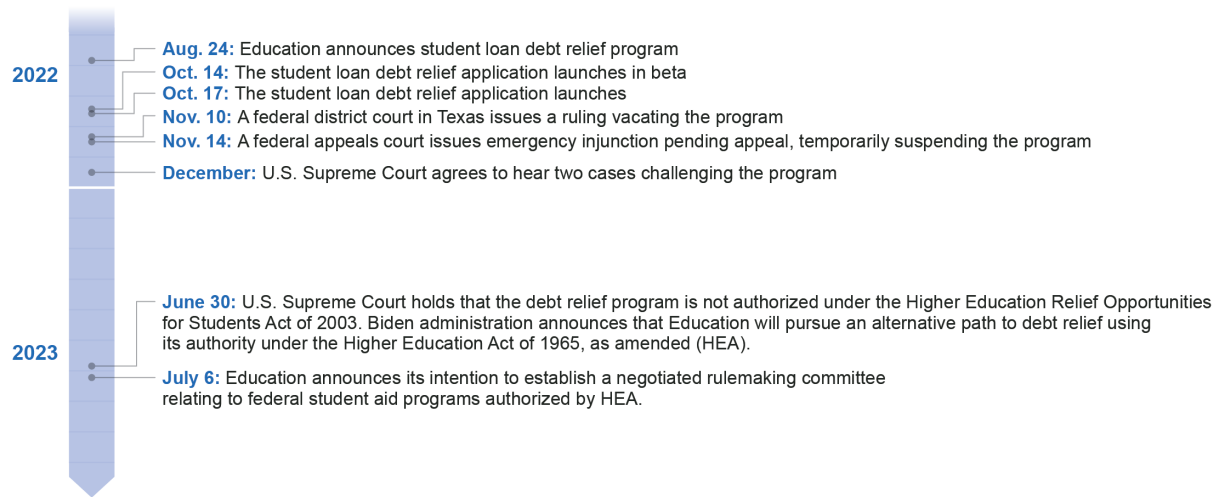 2022
Aug. 24: Education announces student loan debt relief program
Oct. 14: The student loan debt relief application launches in beta
Oct. 17: The student loan debt relief application launches
Nov. 10: A federal district court in Texas issues a ruling vacating the program
Nov. 14: A federal appeals court issues emergency injunction pending appeal, temporarily suspending the program
December: U.S. Supreme Court agrees to hear two cases challenging the program
2023
June 30: U.S. Supreme Court holds that the debt relief program is not authorized under the Higher Education Relief Opportunities
for Students Act of 2003. Biden administration announces that Education will pursue an alternative path to debt relief using
its authority under the Higher Education Act of 1965, as amended (HEA).
July 6: Education announces its intention to establish a negotiated rulemaking committee
relating to federal student aid programs authorized by HEA.